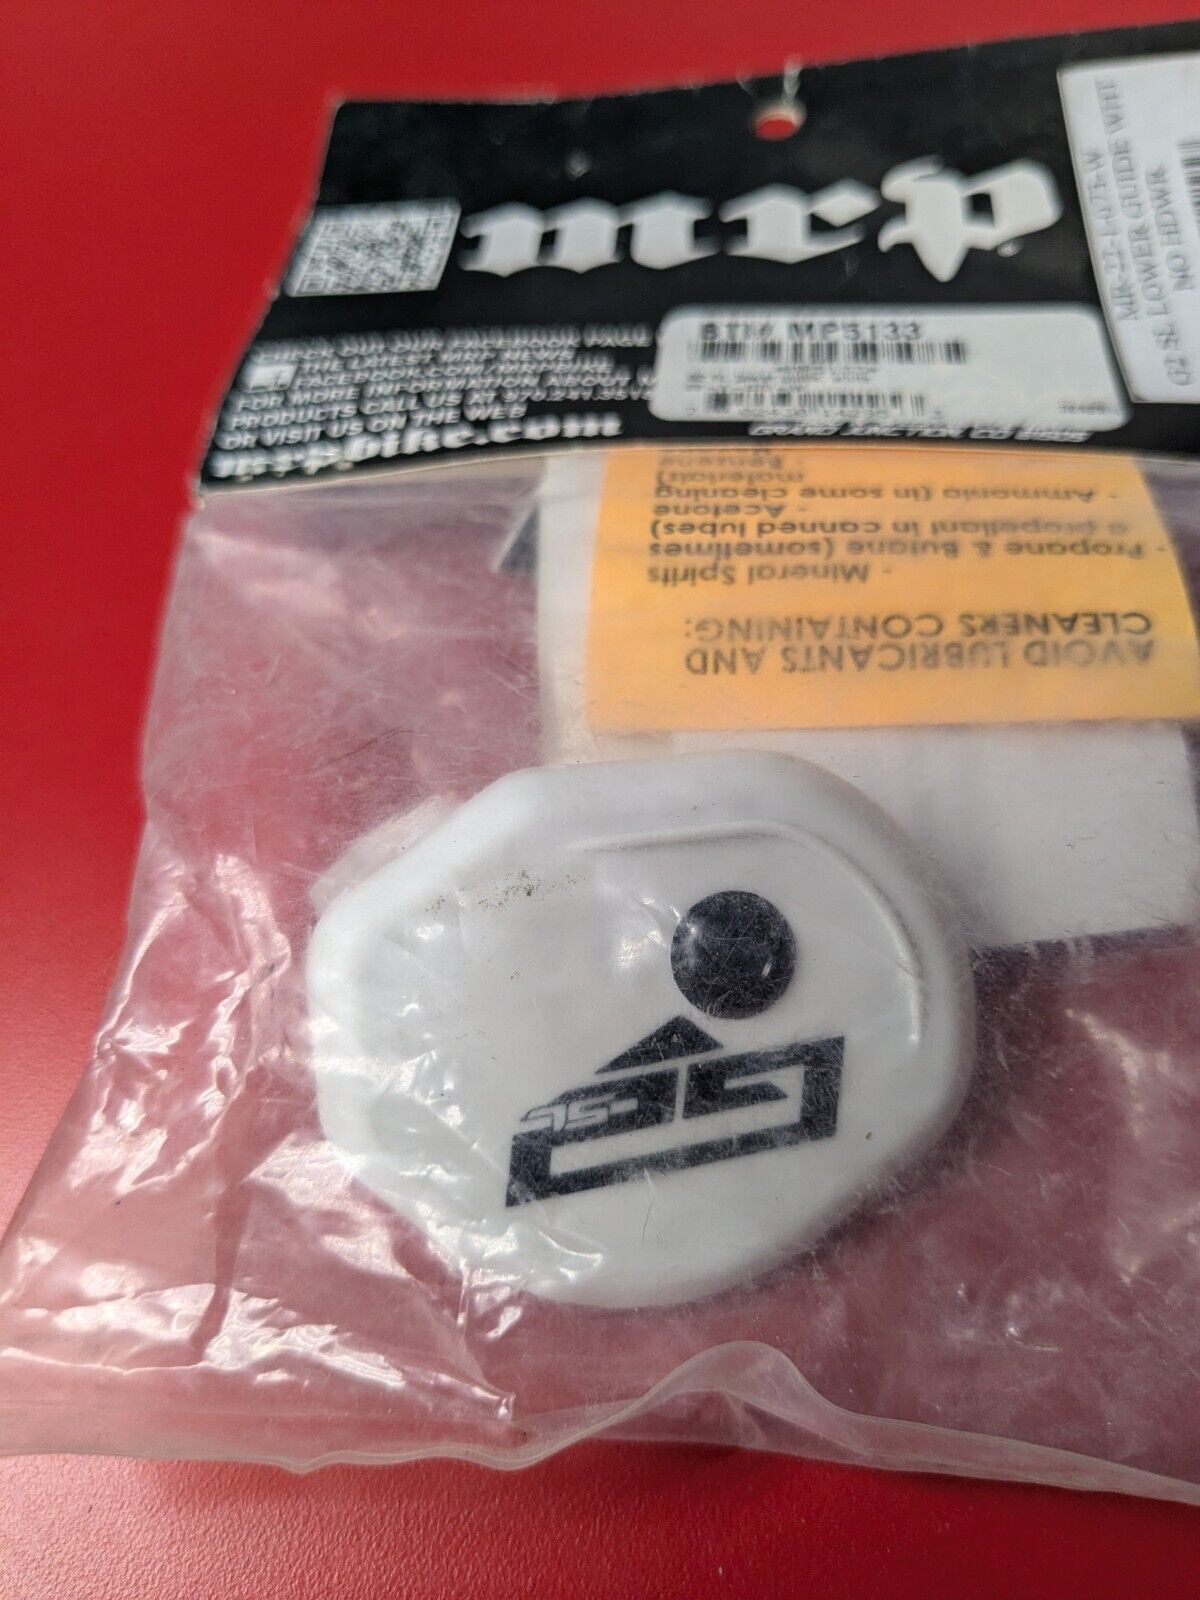 mrp
CHECK OUT OUR FACEBOOK PAGE
THE LATEST MRP NEWS
FACEBOOK.COM/MRPBIKE
FOR MORE INFORMATION ABOUT
PRODUCTS CALL US AT 970.241.3518
OR VISIT US ON THE WEB
mrpbike.com
GRAND JUNCTION CO
BTI# MP5133
MR-22-L-073-W
G2 SL LOWER GUIDE WHT
NO HDWR
AVOID LUBRICANTS AND
CLEANERS CONTAINING:
- Mineral Spirits
- Propane & Butane (sometimes
a propellant in canned lubes)
- Acetone
- Ammonia (in some cleaning
materials)
- Benzene